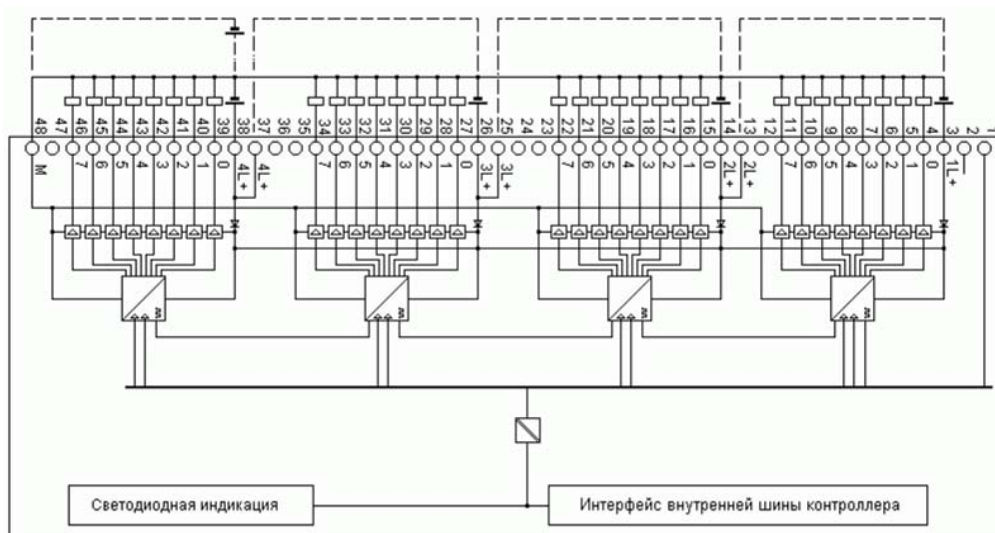 48 47 46 45 44 43 42 41 40 39 38 37 36 35 34 33 32 31 30 29 28 27 26 25 24 23 22 21 20 19 18 17 16 15 14 13 12 11 10 9 8 7 6 5 4 3 2 1
M 7 6 5 4 3 2 1 0 4L+ 4L+ 7 6 5 4 3 2 1 0 3L+ 3L+ 7 6 5 4 3 2 1 0 2L+ 2L+ 7 6 5 4 3 2 1 0 1L+
Светодиодная индикация
Интерфейс внутренней шины контроллера